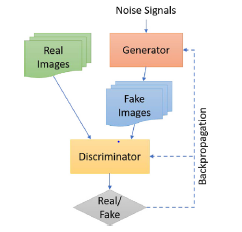 Noise Signals
Real
Images
Generator
Fake
Images
Backpropagation
Discriminator
Real/
Fake